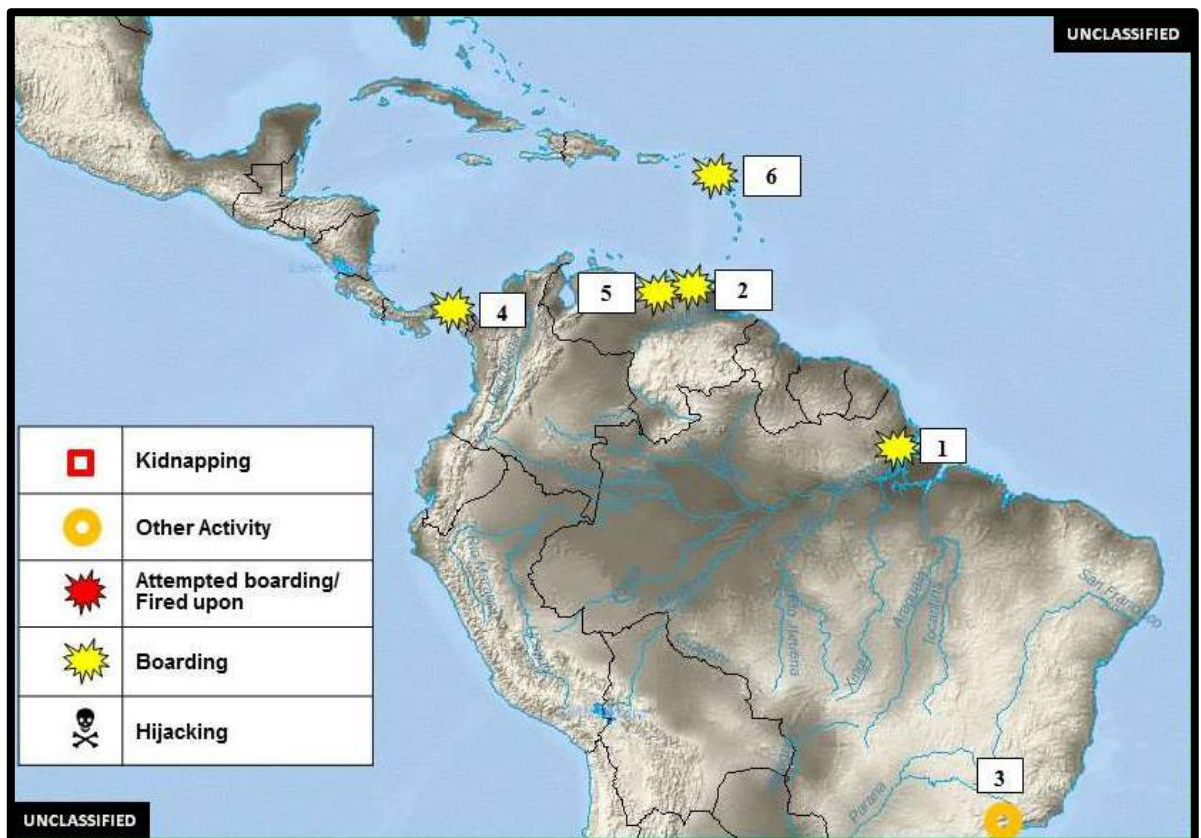 UNCLASSIFIED
6
5
2
4
1
Kidnapping
Other Activity
Attempted boarding/
Fired upon
Boarding
Hijacking
San Francisco
Araguaia
Tocantins
Xingu
Parana
3
UNCLASSIFIED